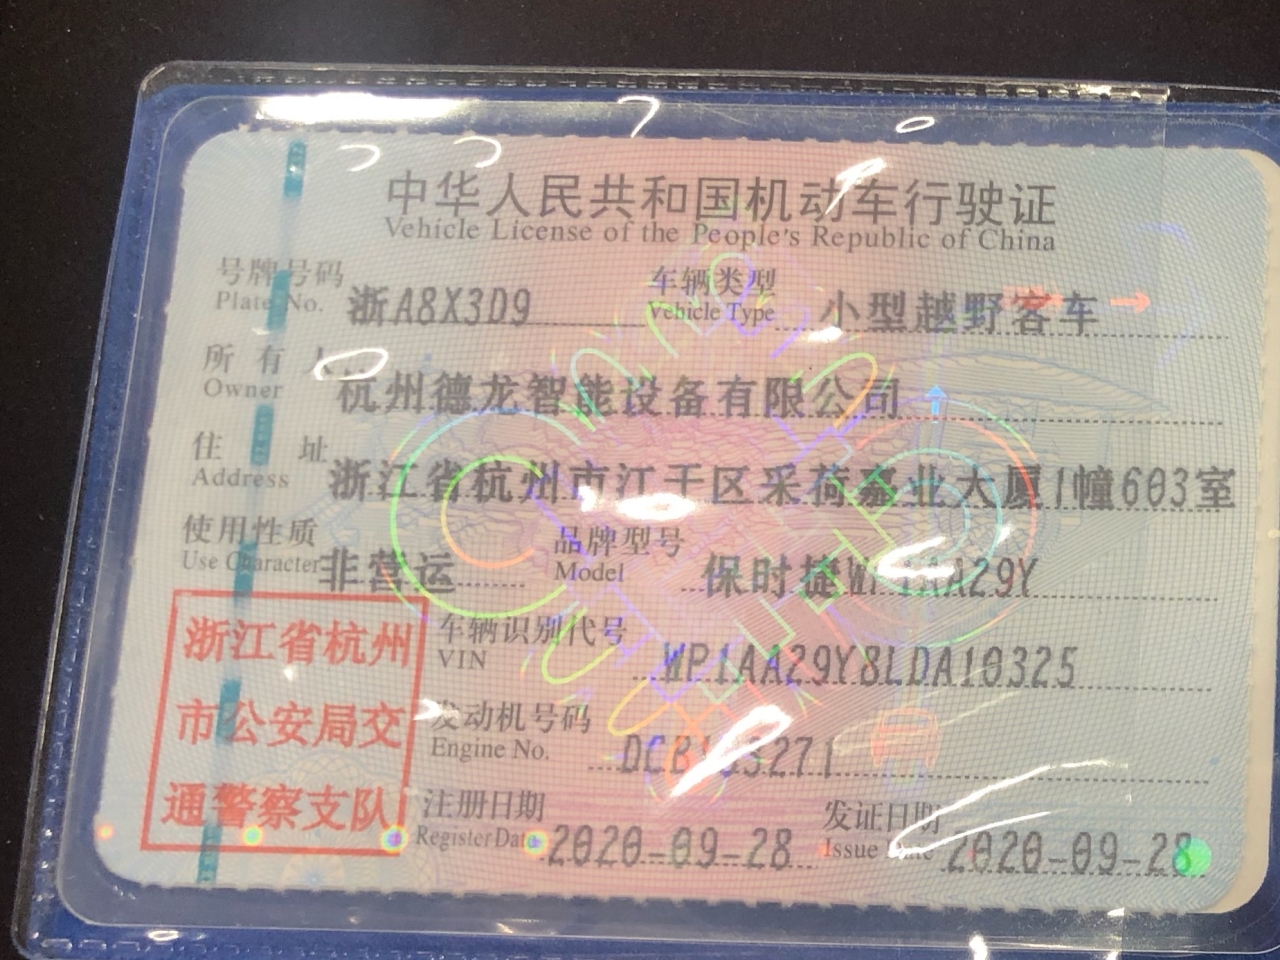 中华人民共和国机动车行驶证
Vehicle License of the People's Republic of China
号牌号码 浙A8X3D9 车辆类型 小型越野客车
Plate No. Vehicle Type
所有人 杭州德龙智能设备有限公司
Owner
住址 浙江省杭州市江干区采荷嘉业大厦1幢603室
Address
使用性质 非营运 品牌型号 保时捷
Use Character Model
车辆识别代号 WP1AA29Y8LDA10325
VIN
发动机号码
Engine No.
注册日期 2020-09-28 发证日期 2020-09-28
Register Date Issue Date
浙江省杭州
市公安局交
通警察支队